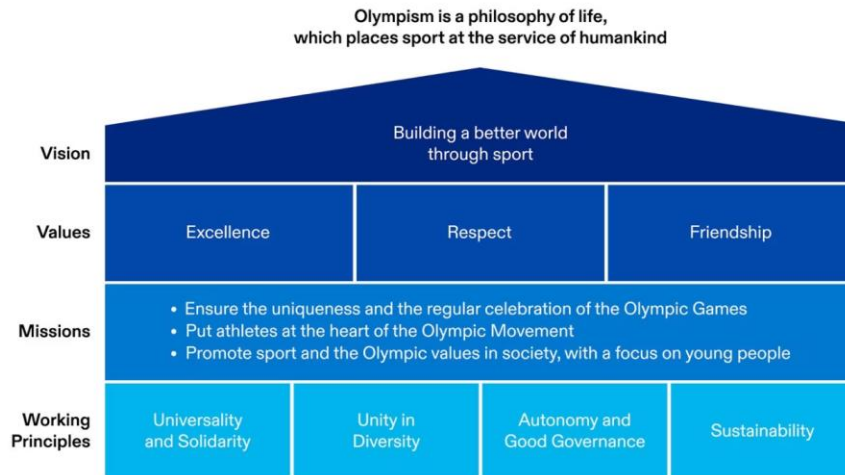 Olympism is a philosophy of life,
which places sport at the service of humankind
Vision
Building a better world
through sport
Values
Excellence
Respect
Friendship
Missions
• Ensure the uniqueness and the regular celebration of the Olympic Games
• Put athletes at the heart of the Olympic Movement
• Promote sport and the Olympic values in society, with a focus on young people
Working
Principles
Universality
and Solidarity
Unity in
Diversity
Autonomy and
Good Governance
Sustainability